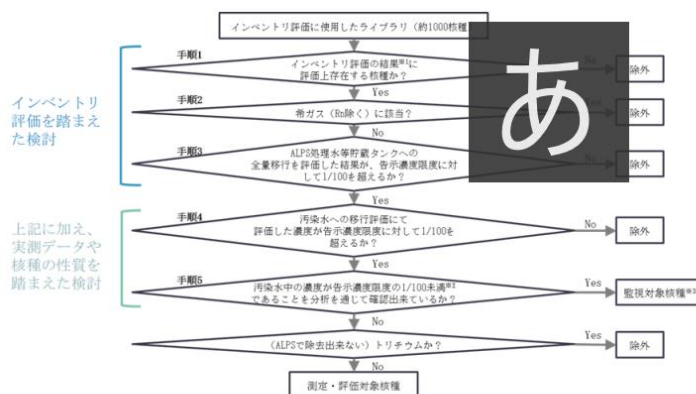 インベントリ評価に使用したライブラリ（約1000核種）
手順1
インベントリ評価の結果※1に
評価上存在する核種か？
No
除外
Yes
手順2
希ガス（Rn除く）に該当？
Yes
除外
No
手順3
ALPS処理水等貯蔵タンクへの
全量移行を評価した結果が、告示濃度限度に対
して1/100を超えるか？
No
除外
Yes
インベントリ
評価を踏まえ
た検討
あ
手順4
汚染水への移行評価にて
評価した濃度が告示濃度限度に対して1/100を
超えるか？
No
除外
Yes
手順5
汚染水中の濃度が告示濃度限度の1/100未満※2
であることを分析を通じて確認出来ているか？
Yes
監視対象核種※3
No
上記に加え、
実測データや
核種の性質を
踏まえた検討
（ALPSで除去出来ない）トリチウムか？
Yes
除外
No
測定・評価対象核種